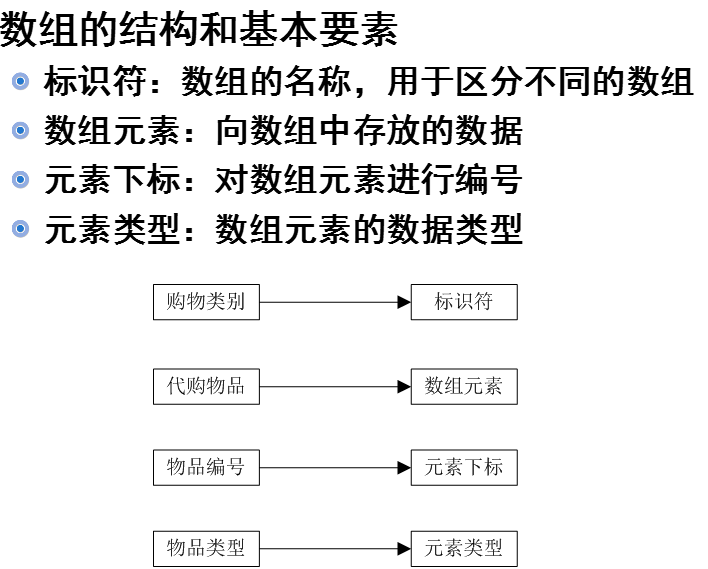 数组的结构和基本要素
标识符：数组的名称，用于区分不同的数组
数组元素：向数组中存放的数据
元素下标：对数组元素进行编号
元素类型：数组元素的数据类型
购物类别 标识符
代购物品 数组元素
物品编号 元素下标
物品类型 元素类型